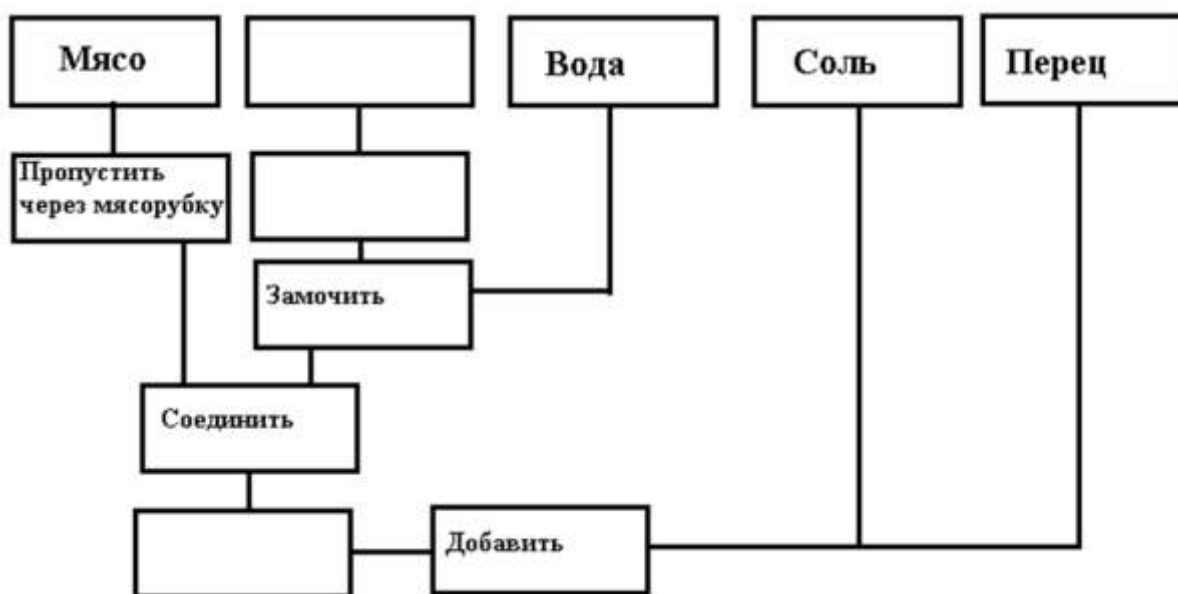 Мясо
Вода
Соль
Перец
Пропустить
через мясорубку
Замочить
Соединить
Добавить